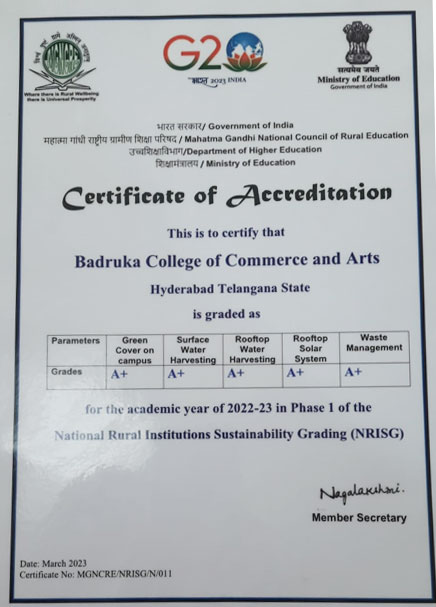 MGNCRE
Where there is Rural Wellbeing
there is Universal Prosperity
G20
भारत 2023 INDIA
सत्यमेव जयते
Ministry of Education
Government of India
भारत सरकार/ Government of India
महात्मा गांधी राष्ट्रीय ग्रामीण शिक्षा परिषद / Mahatma Gandhi National Council of Rural Education
उच्चशिक्षाविभाग/Department of Higher Education
शिक्षामंत्रालय / Ministry of Education
Certificate of Accreditation
This is to certify that
Badruka College of Commerce and Arts
Hyderabad Telangana State
is graded as
Parameters Green Cover on campus Surface Water Harvesting Rooftop Water Harvesting Rooftop Solar System Waste Management
Grades A+ A+ A+ A+ A+
for the academic year of 2022-23 in Phase 1 of the
National Rural Institutions Sustainability Grading (NRISG)
Nagalakshmi.
Member Secretary
Date: March 2023
Certificate No: MGNCRE/NRISG/N/011